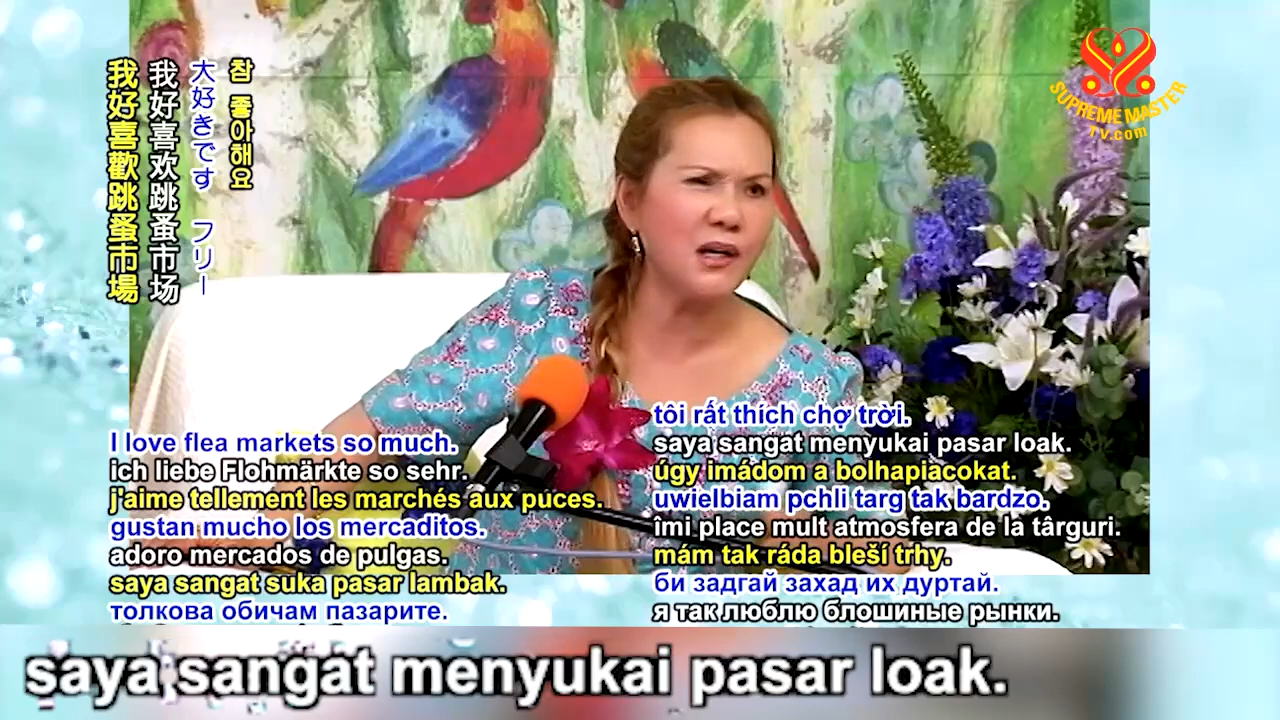 我好喜歡跳蚤市場
我好喜欢跳蚤市场
大好きです フリー
참 좋아해요
SUPREME MASTER
TV.com
I love flea markets so much.
ich liebe Flohmärkte so sehr.
j'aime tellement les marchés aux puces.
gustan mucho los mercaditos.
adoro mercados de pulgas.
saya sangat suka pasar lambak.
толкова обичам пазарите.
tôi rất thích chợ trời.
saya sangat menyukai pasar loak.
úgy imádom a bolhapiacokat.
uwielbiam pchli targ tak bardzo.
îmi place mult atmosfera de la târguri.
mám tak ráda bleší trhy.
би задгай захад их дуртай.
я так люблю блошиные рынки.
saya sangat menyukai pasar loak.